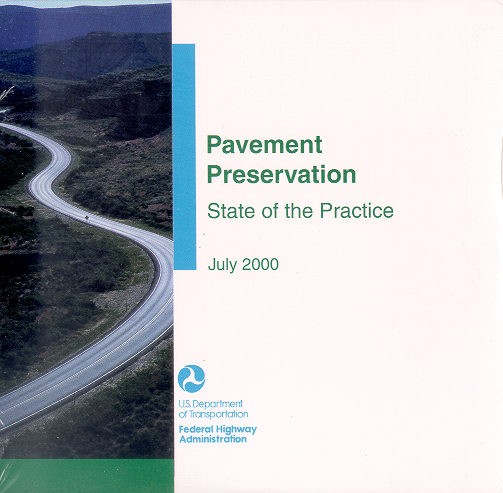 Pavement
Preservation
State of the Practice
July 2000
U.S. Department
of Transportation
Federal Highway
Administration